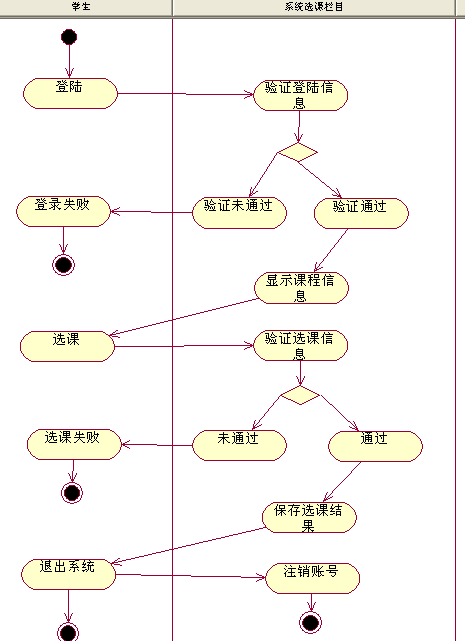 学生
系统选课栏目
登陆
验证登陆信
息
登录失败
验证未通过
验证通过
显示课程信
息
选课
验证选课信
息
选课失败
未通过
通过
保存选课结
果
退出系统
注销账号